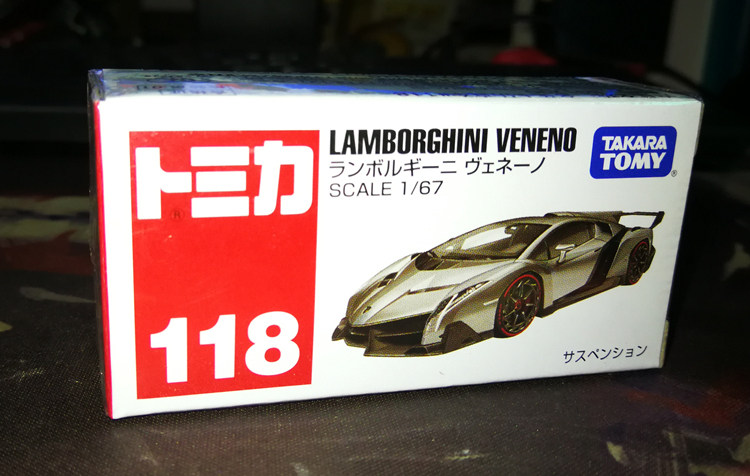 トミカ
118
LAMBORGHINI VENENO
ランボルギーニ ヴェネーノ
SCALE 1/67
TAKARA
TOMY
サスペンション